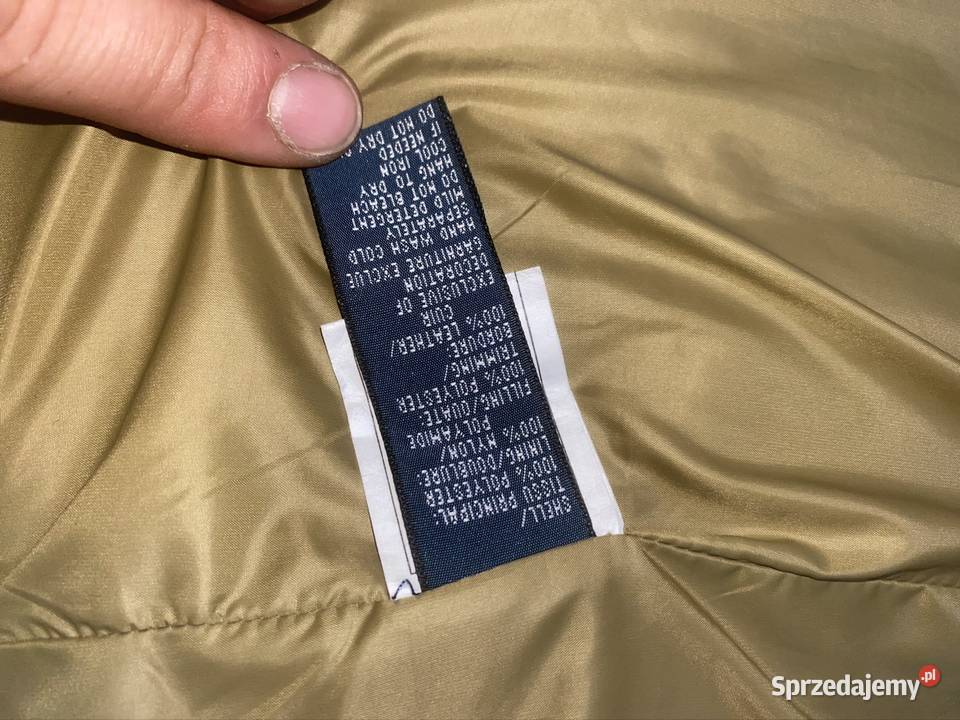 SHELL/
TISSU PRINCIPAL:
100% POLYESTER
LINING/DOUBLURE:
100% NYLON/
POLYAMIDE
FILLING/OUATE:
100% POLYESTER
TRIMMING/
BORDURE:
100% LEATHER/
CUIR
EXCLUSIVE OF
DECORATION
GARNITURE EXCLUE
HAND WASH COLD
SEPARATELY
MILD DETERGENT
DO NOT BLEACH
HANG TO DRY
COOL IRON
IF NEEDED
DO NOT DRY
Sprzedajemy.pl